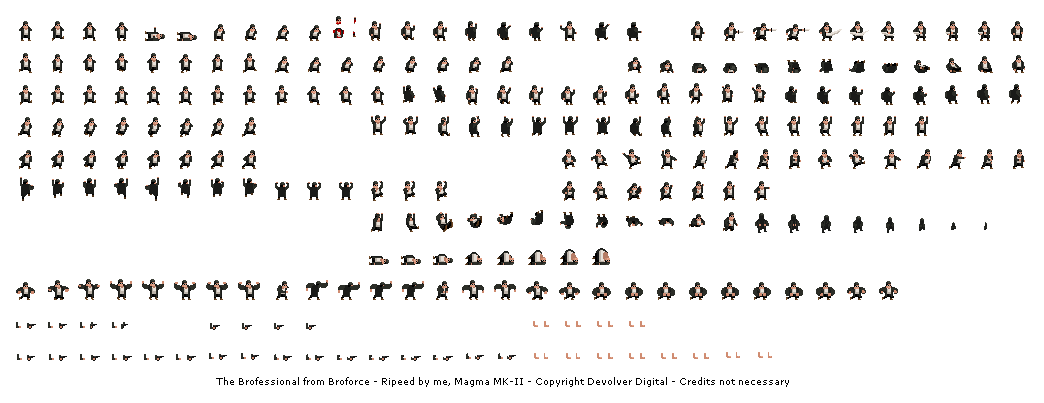 The Brofessional from Broforce - Ripeed by me, Magma MK-II - Copyright Devolver Digital - Credits not necessary